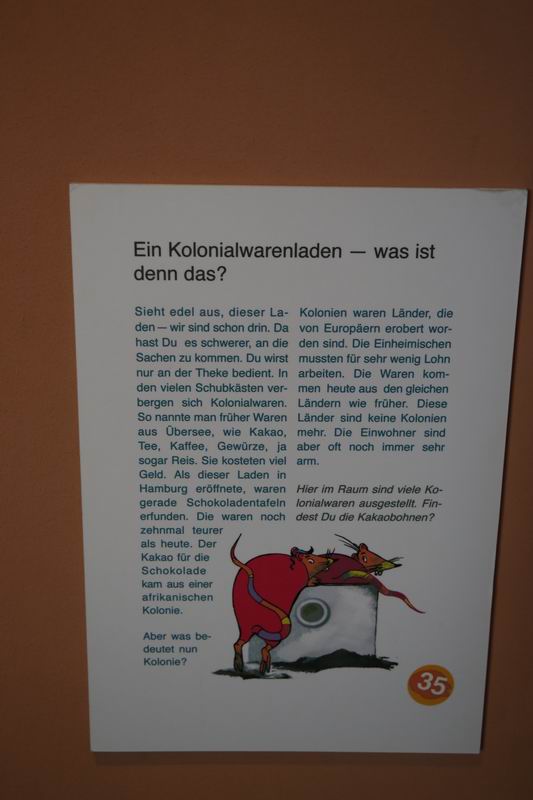 Ein Kolonialwarenladen — was ist
denn das?
Sieht edel aus, dieser La-
den — wir sind schon drin. Da
hast Du es schwerer, an die
Sachen zu kommen. Du wirst
nur an der Theke bedient. In
den vielen Schubkästen ver-
bergen sich Kolonialwaren.
So nannte man früher Waren
aus Übersee, wie Kakao,
Tee, Kaffee, Gewürze, ja
sogar Reis. Sie kosteten viel
Geld. Als dieser Laden in
Hamburg eröffnete, waren
gerade Schokoladentafeln
erfunden. Die waren noch
zehnmal teurer
als heute. Der
Kakao für die
Schokolade
kam aus einer
afrikanischen
Kolonie.
Aber was be-
deutet nun
Kolonie?
Kolonien waren Länder, die
von Europäern erobert wor-
den sind. Die Einheimischen
mussten für sehr wenig Lohn
arbeiten. Die Waren kom-
men heute aus den gleichen
Ländern wie früher. Diese
Länder sind keine Kolonien
mehr. Die Einwohner sind
aber oft noch immer sehr
arm.
Hier im Raum sind viele Ko-
lonialwaren ausgestellt. Fin-
dest Du die Kakaobohnen?
35